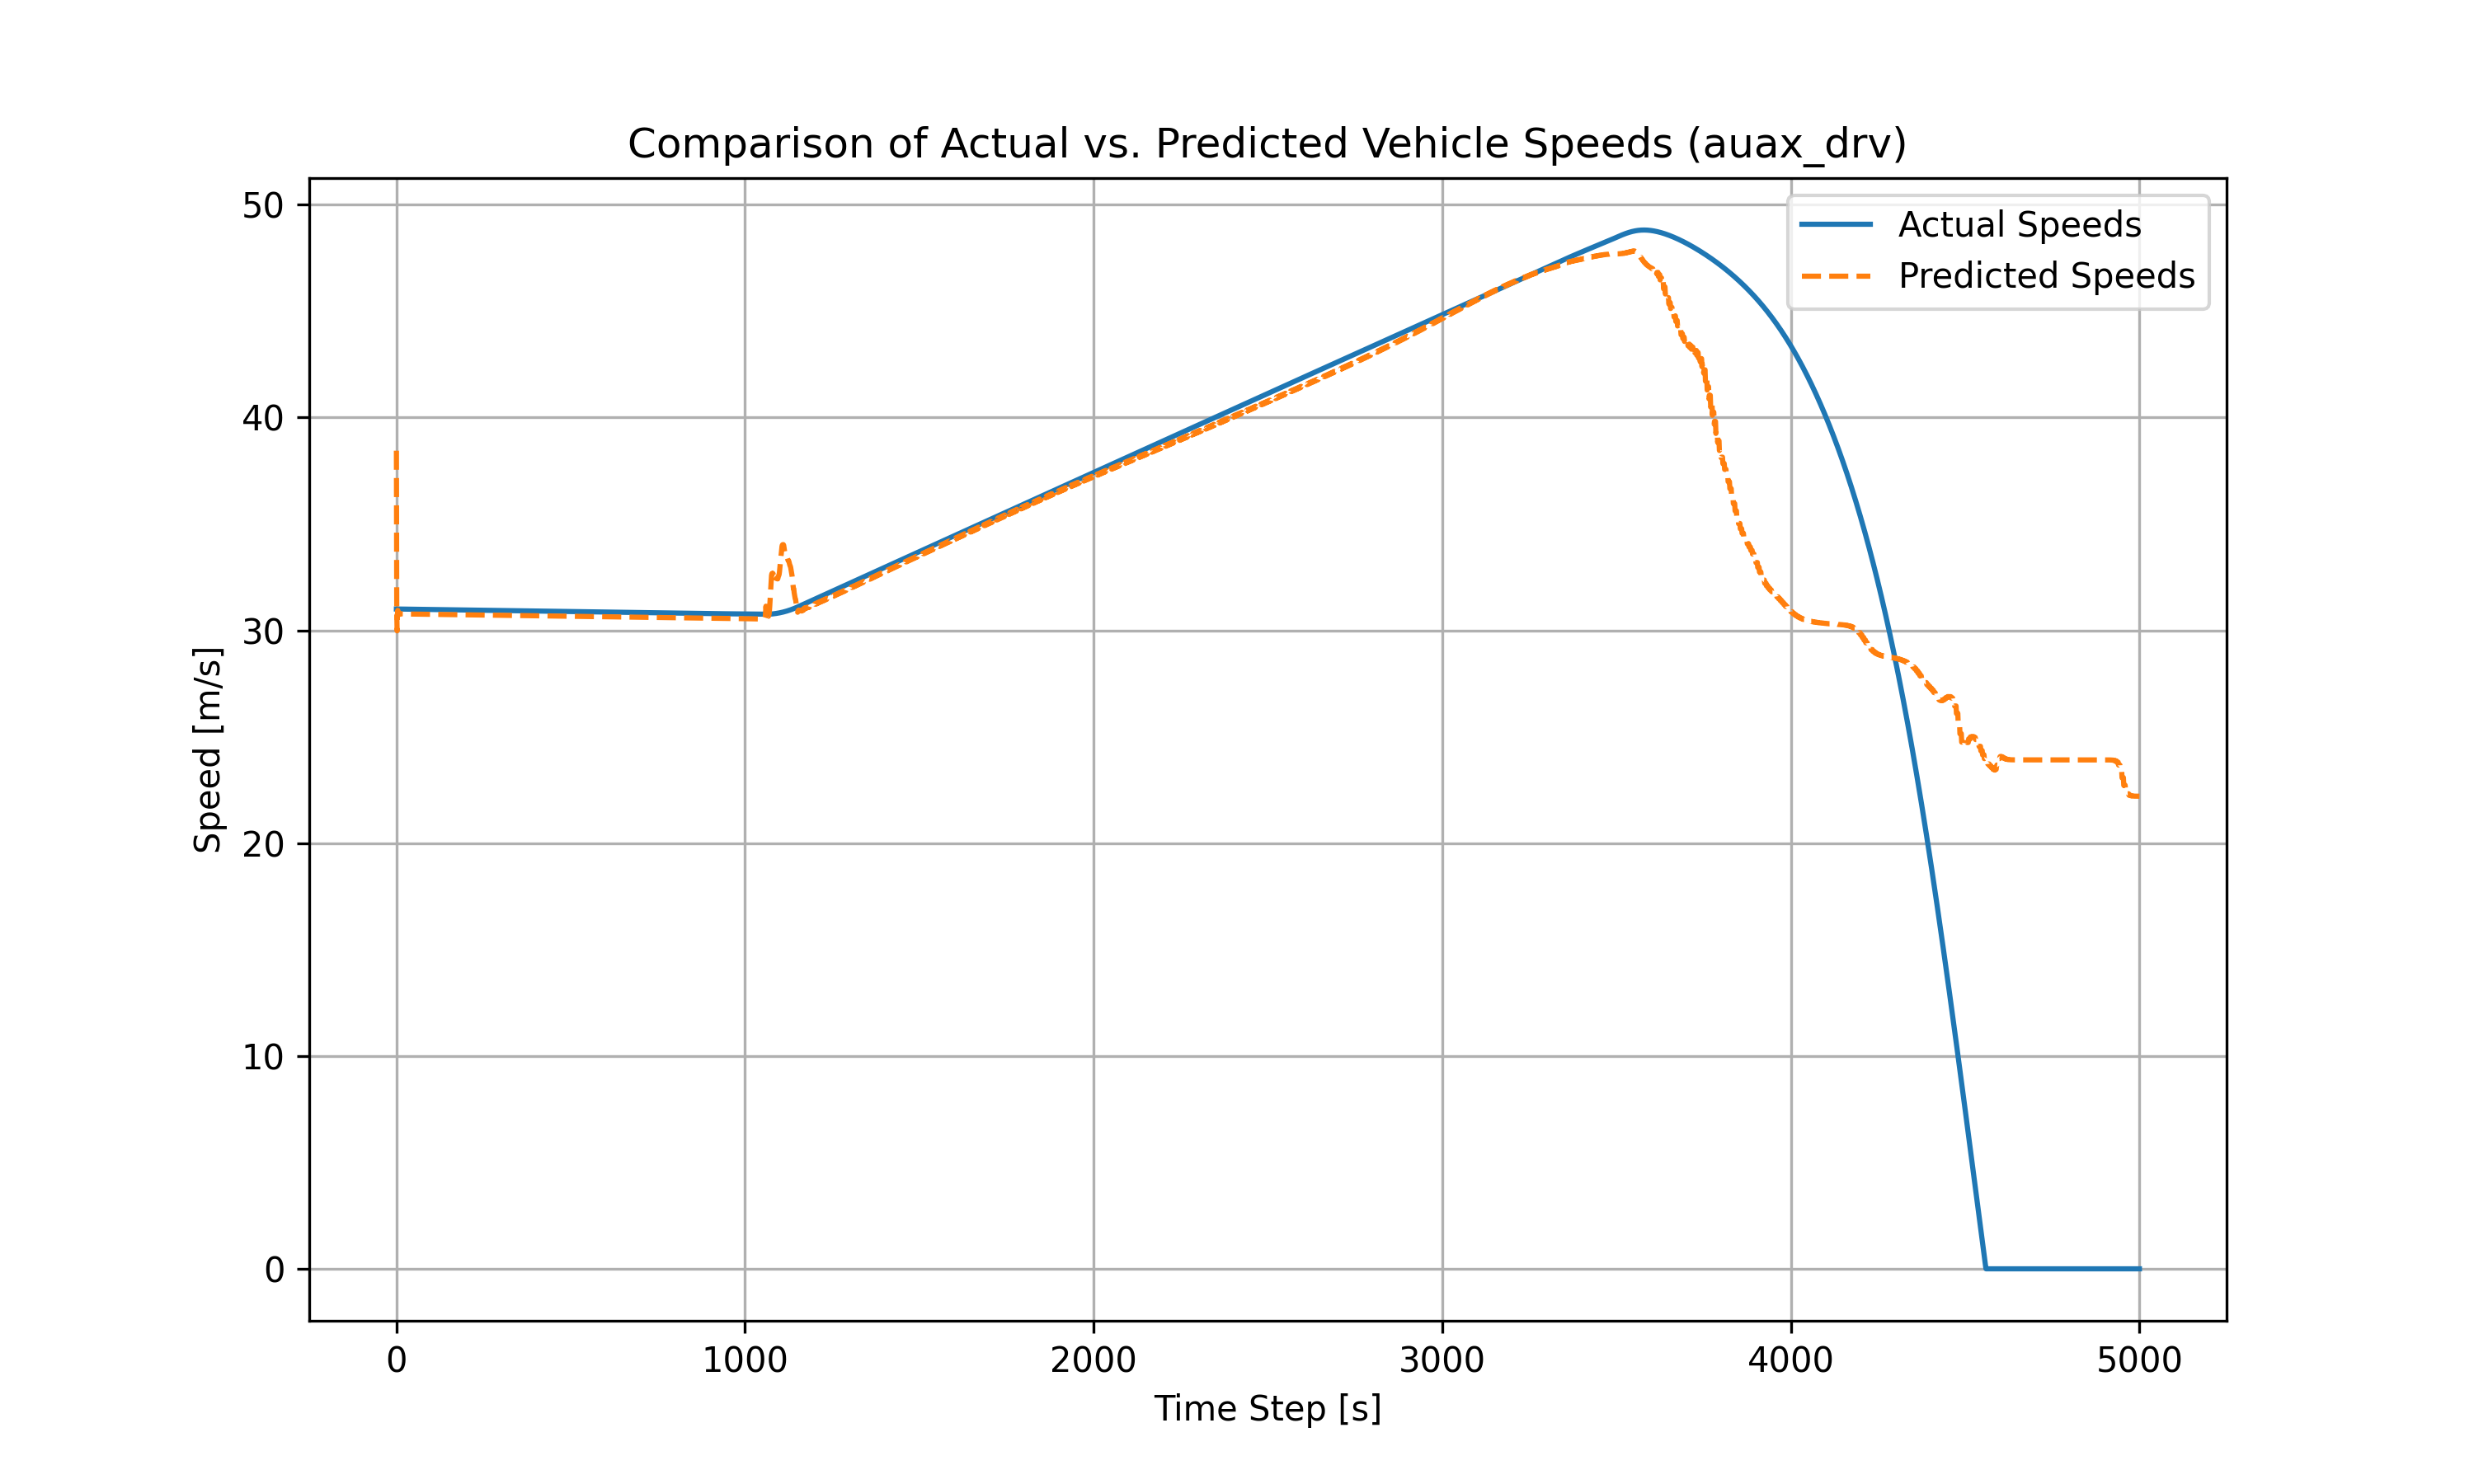 Comparison of Actual vs. Predicted Vehicle Speeds (auax_drv)
Actual Speeds
Predicted Speeds
Speed [m/s]
50
40
30
20
10
0
0 1000 2000 3000 4000 5000
Time Step [s]